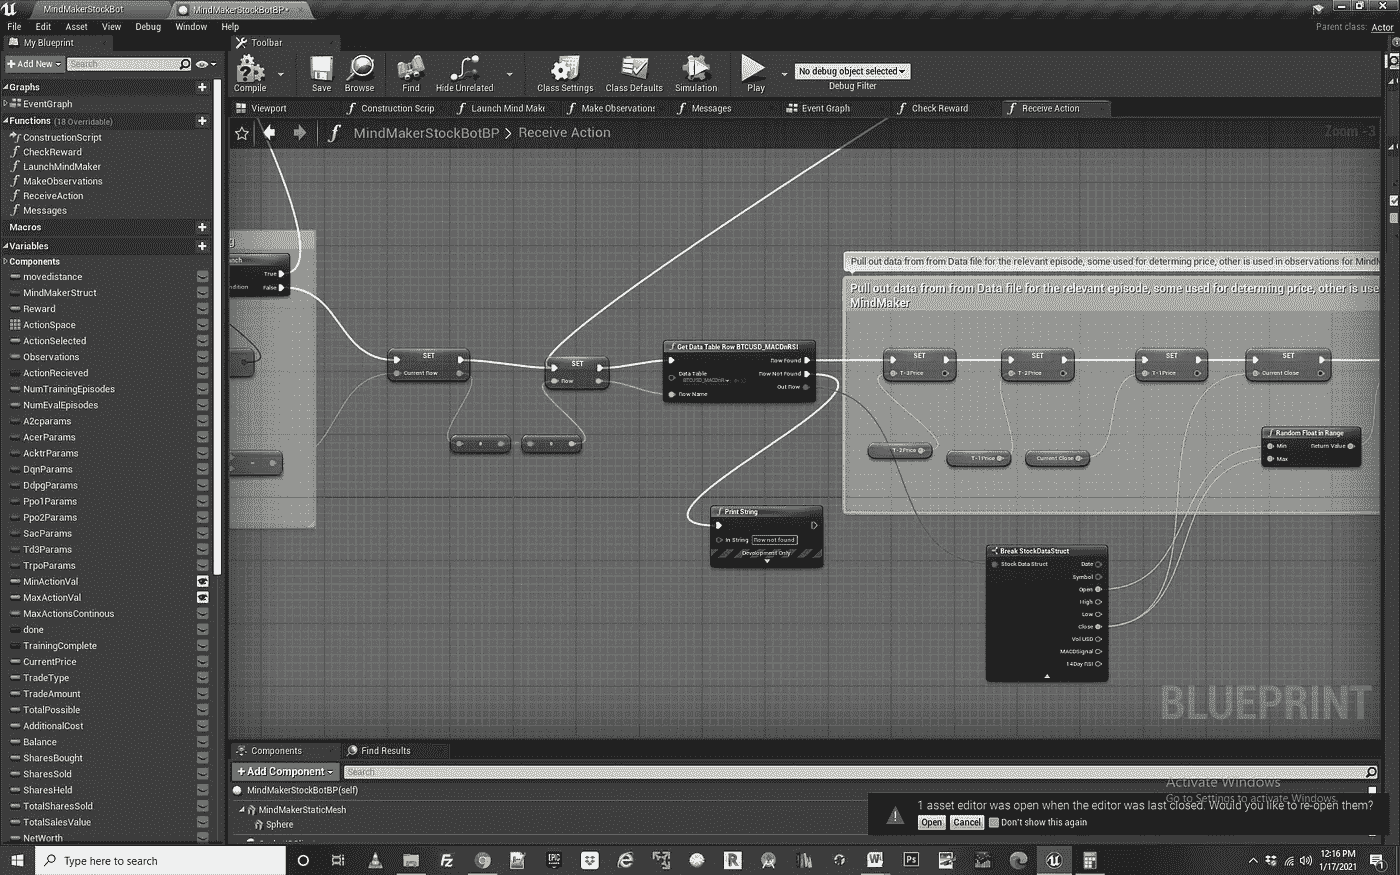 MindMakerStockBot
MindMakerStockBotBP*
File Edit Asset View Debug Window Help
Parent class: Actor
My Blueprint
Toolbar
+Add New
Search
Compile Save Browse Find Hide Unrelated Class Settings Class Defaults Simulation Play
No debug object selected
Debug Filter
Viewport Construction Scrip Launch Mind Make Make Observations Messages Event Graph Check Reward Receive Action
MindMakerStockBotBP > Receive Action
Zoom -3
Graphs
EventGraph
Functions (18 Overridable)
ConstructionScript
CheckReward
LaunchMindMaker
MakeObservations
ReceiveAction
Messages
Macros
Variables
Components
movedistance
MindMakerStruct
Reward
ActionSpace
ActionSelected
Observations
ActionRecieved
NumTrainingEpisodes
NumEvalEpisodes
A2cparams
AcerParams
AcktrParams
DqnParams
DdpgParams
Ppo1Params
Ppo2Params
SacParams
Td3Params
TrpoParams
MinActionVal
MaxActionVal
MaxActionsContinous
done
TrainingComplete
CurrentPrice
TradeType
TradeAmount
TotalPossible
AdditionalCost
Balance
SharesBought
SharesSold
SharesHeld
TotalSharesSold
TotalSalesValue
NetWorth
True
False
SET
Current Row
SET
Row
Get Data Table Row BTCUSD_MACDnRSI
Row Found
Data Table
BTCUSD_MACDnR
Row Not Found
Out Row
Row Name
Print String
In String Row not found
Development Only
Pull out data from from Data file for the relevant episode, some used for determing price, other is used in observations for MindM
Pull out data from from Data file for the relevant episode, some used for determing price, other is use
MindMaker
SET
T-3Price
SET
T-2Price
SET
T-1Price
SET
Current Close
T-2Price
T-1Price
Current Close
Random Float in Range
Min
Return Value
Max
Break StockDataStruct
Stock Data Struct
Date
Symbol
Open
High
Low
Close
Vol USD
MACDSignal
14Day RSI
BLUEPRINT
Components
Find Results
+Add Component
Search
MindMakerStockBotBP(self)
MindMakerStaticMesh
Sphere
Activate Windows
Go to Settings to activate Windows.
1 asset editor was open when the editor was last closed. Would you like to re-open them?
Open Cancel Don't show this again
Type here to search
12:16 PM
1/17/2021